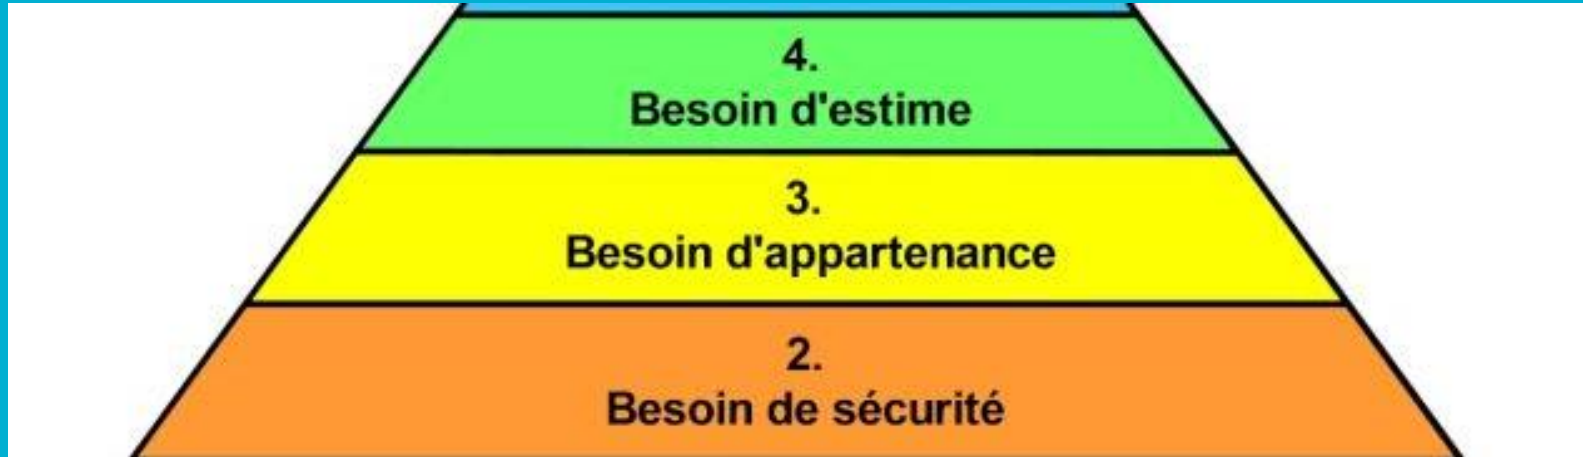 4.
Besoin d'estime
3.
Besoin d'appartenance
2.
Besoin de sécurité